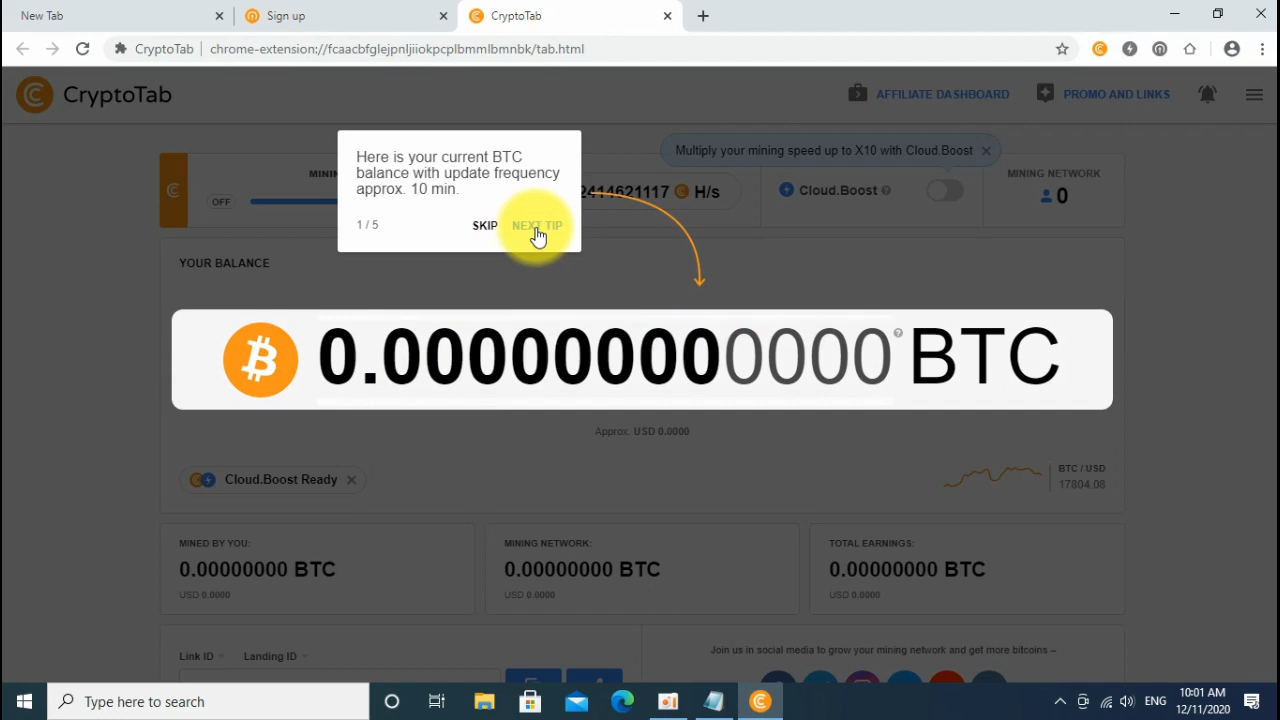 New Tab
Sign up
CryptoTab
CryptoTab
chrome-extension://fcaacbfglejpnljiiokpcplbmmlbmnbk/tab.html
CryptoTab
AFFILIATE DASHBOARD
PROMO AND LINKS
Here is your current BTC
balance with update frequency
approx. 10 min.
1 / 5
SKIP
NEXT TIP
Multiply your mining speed up to X10 with Cloud.Boost
OFF
2414621117
H/s
Cloud.Boost
MINING NETWORK
0
YOUR BALANCE
0.000000000000 BTC
Approx. USD 0.0000
Cloud.Boost Ready
BTC / USD
17804.08
MINED BY YOU:
0.00000000 BTC
USD 0.0000
MINING NETWORK:
0.00000000 BTC
USD 0.0000
TOTAL EARNINGS:
0.00000000 BTC
USD 0.0000
Link ID
Landing ID
Join us in social media to grow your mining network and get more bitcoins –
Type here to search
ENG
10:01 AM
12/11/2020